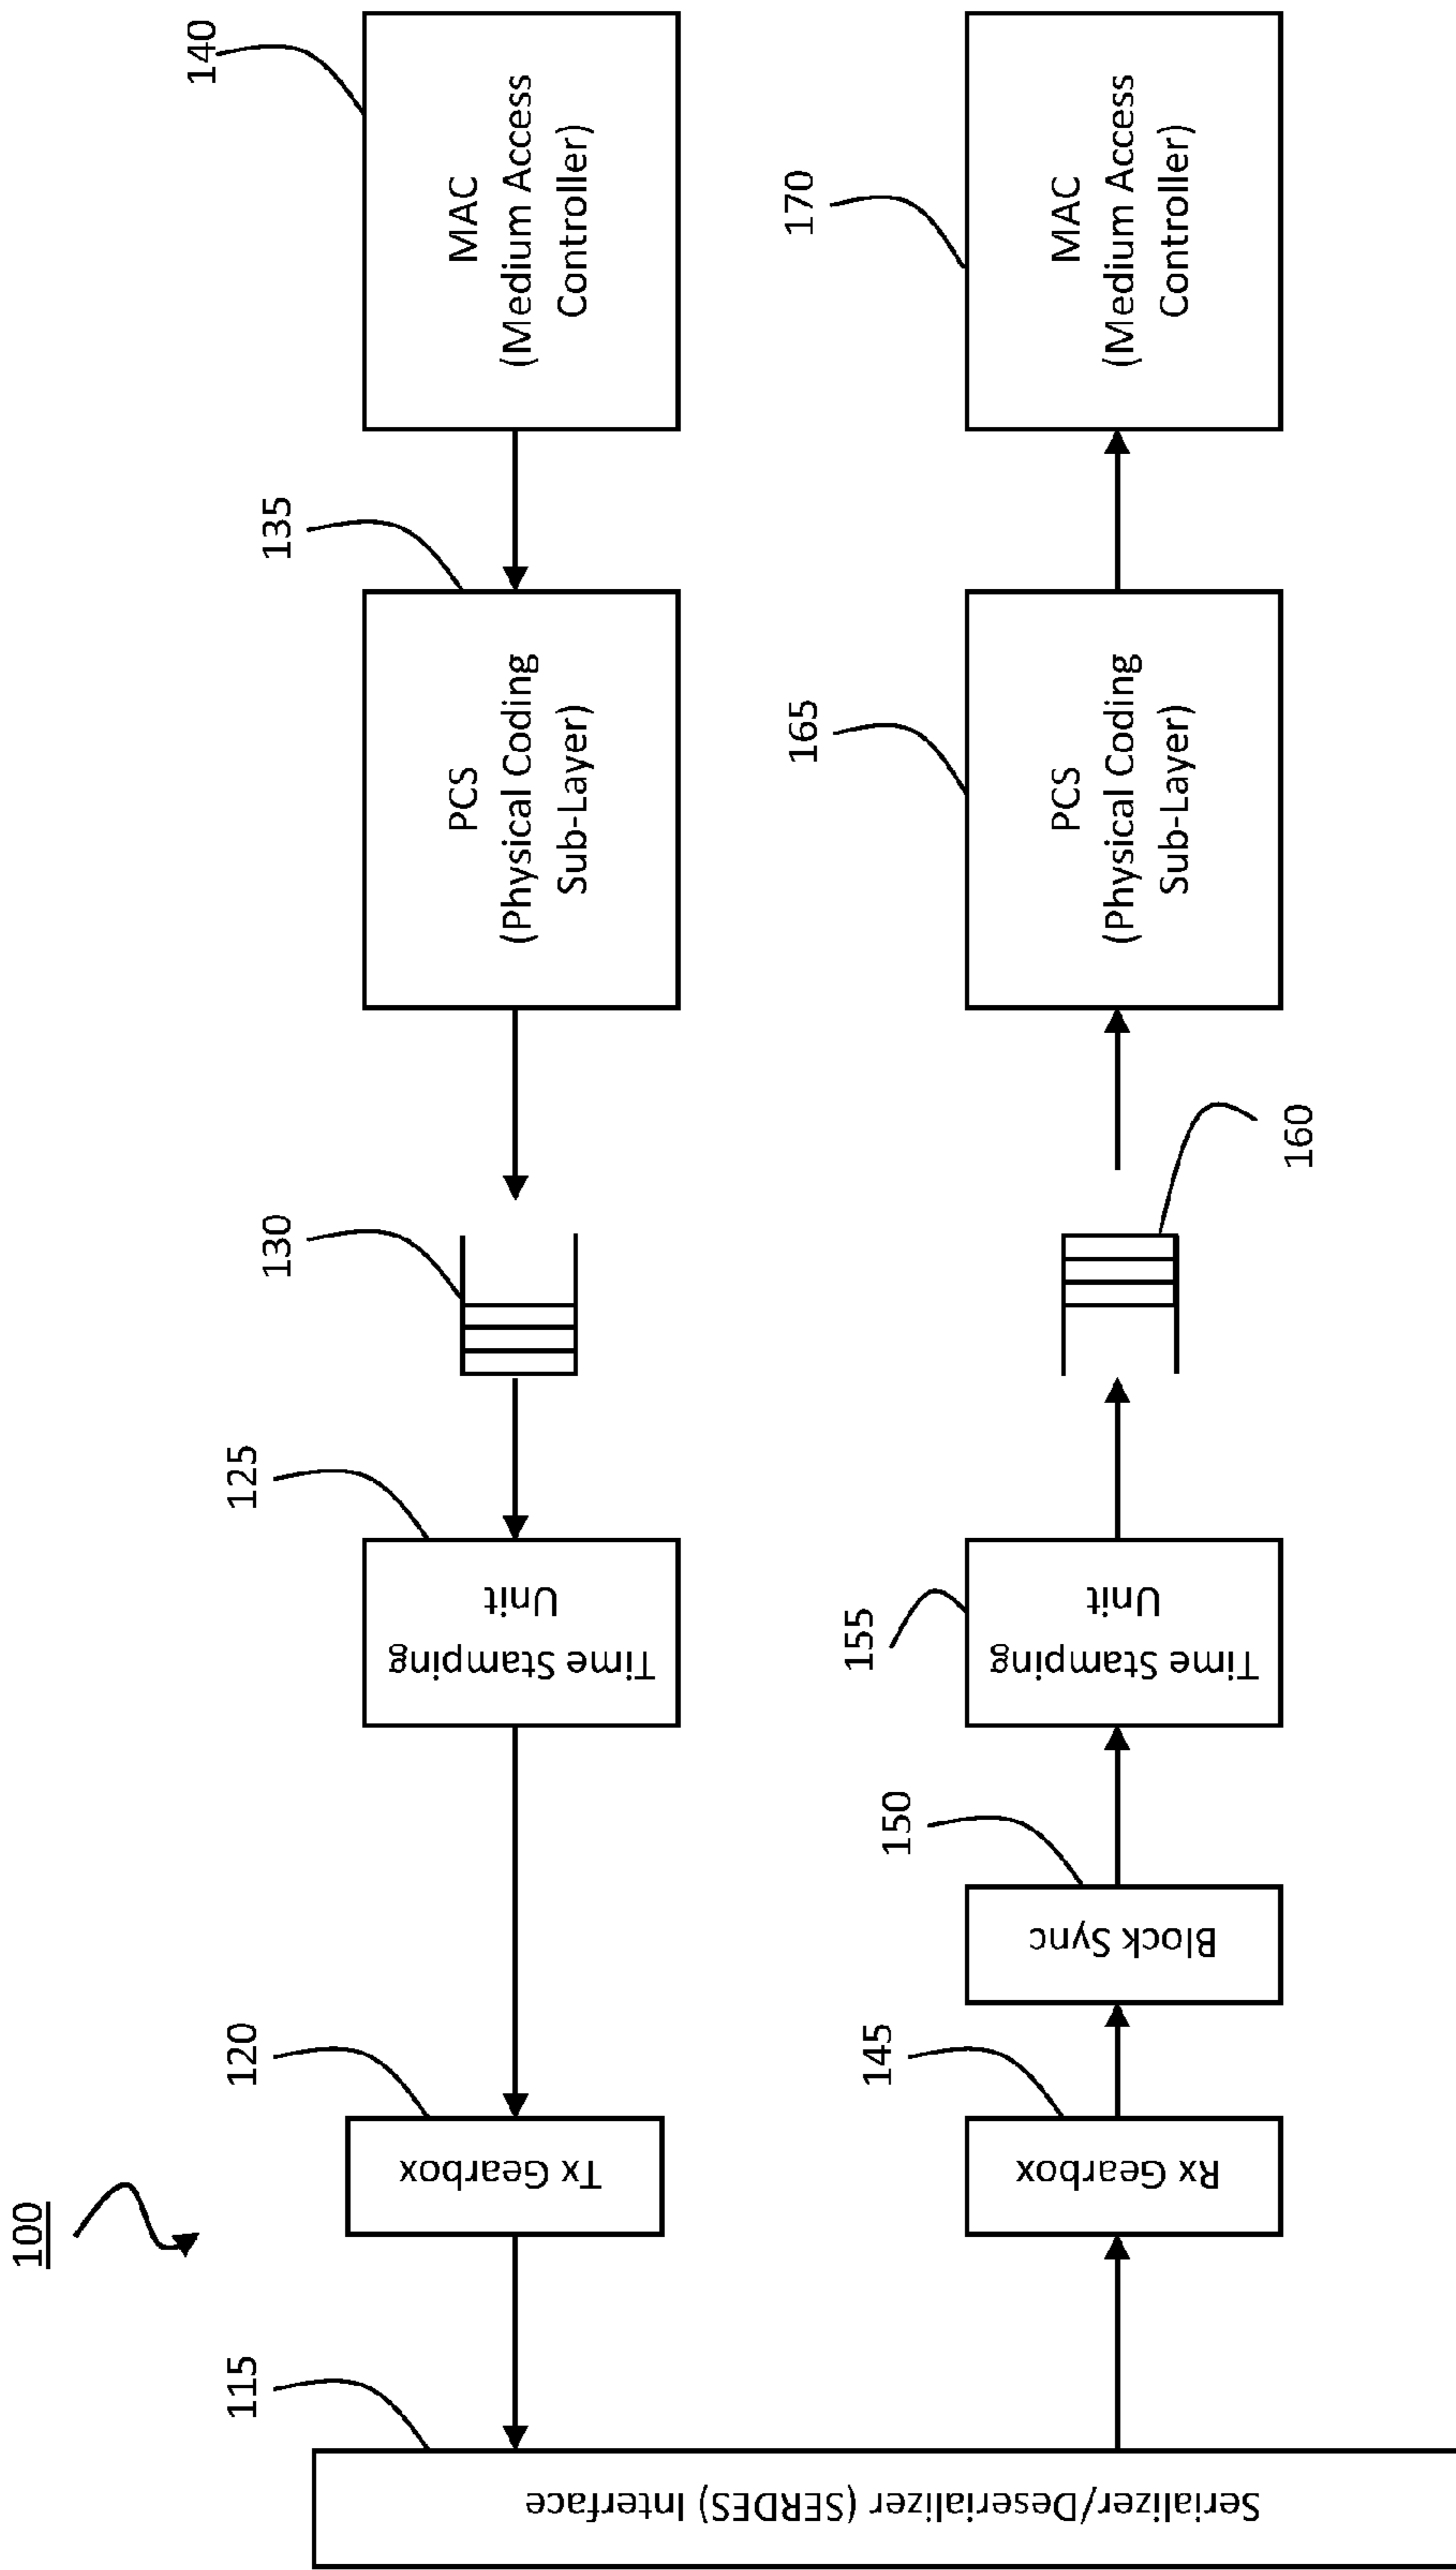 100
140
MAC
(Medium Access
Controller)
135
PCS
(Physical Coding
Sub-Layer)
130
125
Time Stamping
Unit
120
Tx Gearbox
115
Serializer/Deserializer (SERDES) Interface
145
Rx Gearbox
150
Block Sync
155
Time Stamping
Unit
160
165
PCS
(Physical Coding
Sub-Layer)
170
MAC
(Medium Access
Controller)